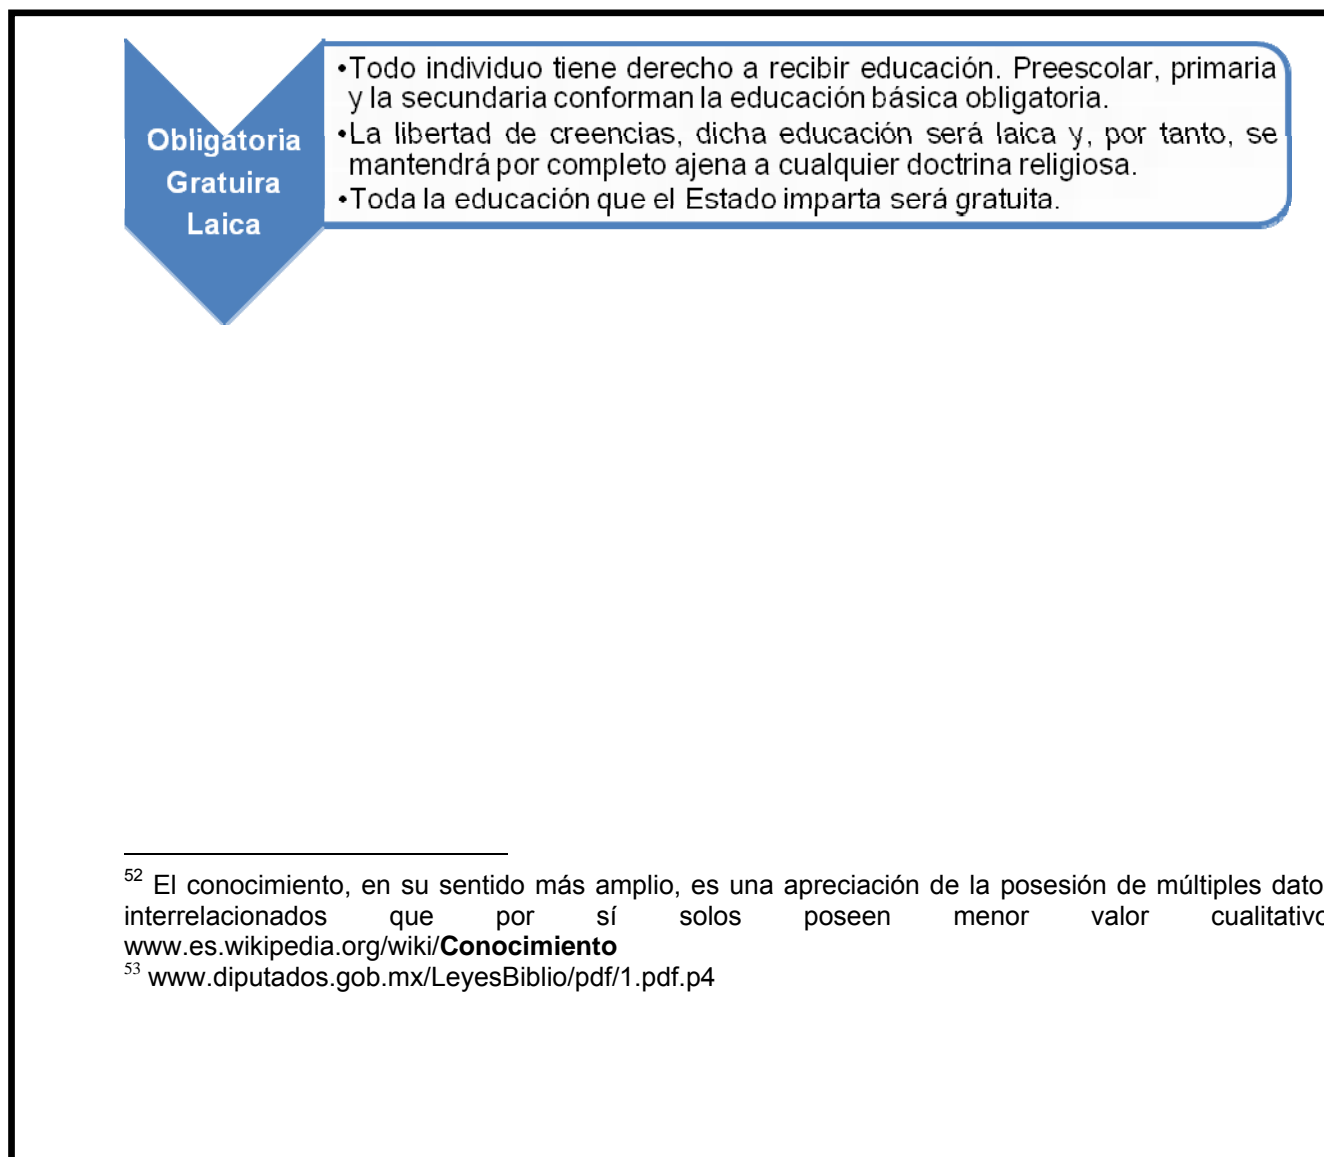 Obligatoria
Gratuira
Laica
•Todo individuo tiene derecho a recibir educación. Preescolar, primaria
y la secundaria conforman la educación básica obligatoria.
•La libertad de creencias, dicha educación será laica y, por tanto, se
mantendrá por completo ajena a cualquier doctrina religiosa.
•Toda la educación que el Estado imparta será gratuita.
52 El conocimiento, en su sentido más amplio, es una apreciación de la posesión de múltiples dato
interrelacionados que por sí solos poseen menor valor cualitativo
www.es.wikipedia.org/wiki/Conocimiento
53 www.diputados.gob.mx/LeyesBiblio/pdf/1.pdf.p4